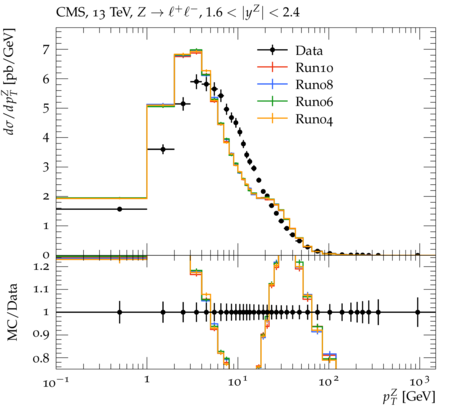 CMS, 13 TeV, Z → ℓ⁺ℓ⁻, 1.6 < |y^Z| < 2.4
dσ/dp_T^Z [pb/GeV]
7
6
5
4
3
2
1
0
Data
Run10
Run08
Run06
Run04
MC/Data
1.2
1.1
1
0.9
0.8
10⁻¹ 1 10¹ 10² 10³
p_T^Z [GeV]